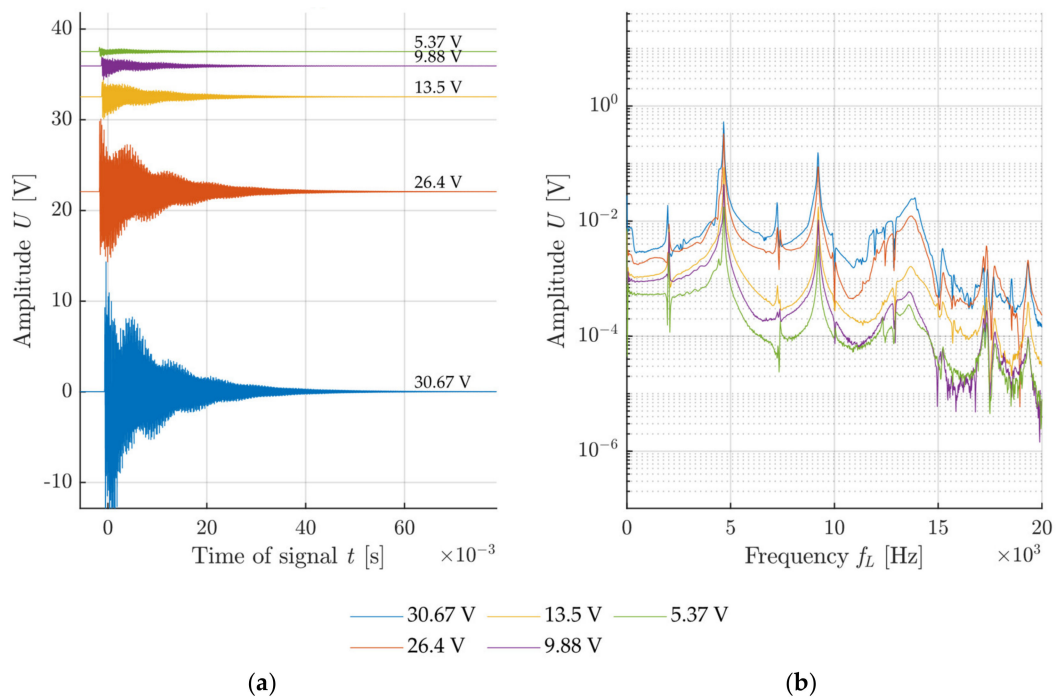 40
30
20
10
0
-10
Amplitude U [V]
5.37 V
9.88 V
13.5 V
26.4 V
30.67 V
0 20 40 60
Time of signal t [s] ×10⁻³
10⁰
10⁻²
10⁻⁴
10⁻⁶
Amplitude U [V]
0 5 10 15 20
Frequency f_L [Hz] ×10³
30.67 V 13.5 V 5.37 V
26.4 V 9.88 V
(a) (b)